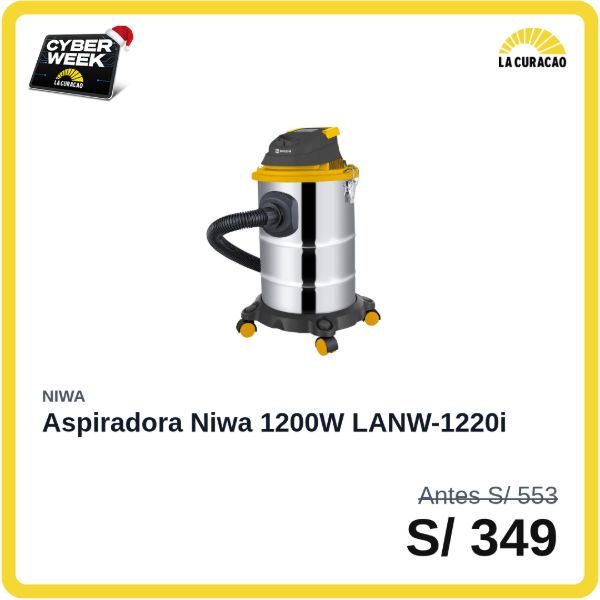 CYBER
WEEK
LA CURACAO
LA CURACAO
NIWA
Aspiradora Niwa 1200W LANW-1220i
Antes S/ 553
S/ 349